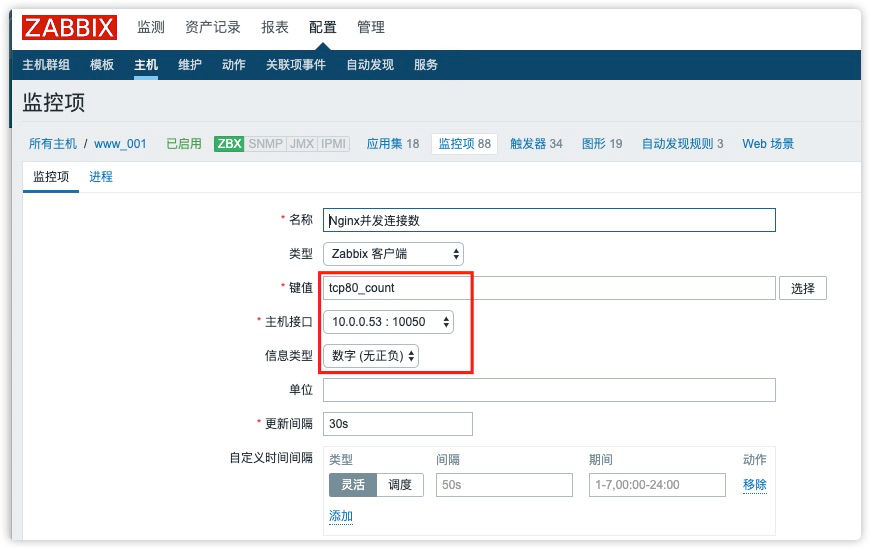 ZABBIX 监测 资产记录 报表 配置 管理
主机群组 模板 主机 维护 动作 关联项事件 自动发现 服务
监控项
所有主机 / www_001 已启用 ZBX SNMP JMX IPMI 应用集 18 监控项 88 触发器 34 图形 19 自动发现规则 3 Web 场景
监控项 进程
* 名称 Nginx并发连接数
类型 Zabbix 客户端
* 键值 tcp80_count 选择
* 主机接口 10.0.0.53 : 10050
信息类型 数字 (无正负)
单位
* 更新间隔 30s
自定义时间间隔 类型 间隔 期间 动作
灵活 调度 50s 1-7,00:00-24:00 移除
添加